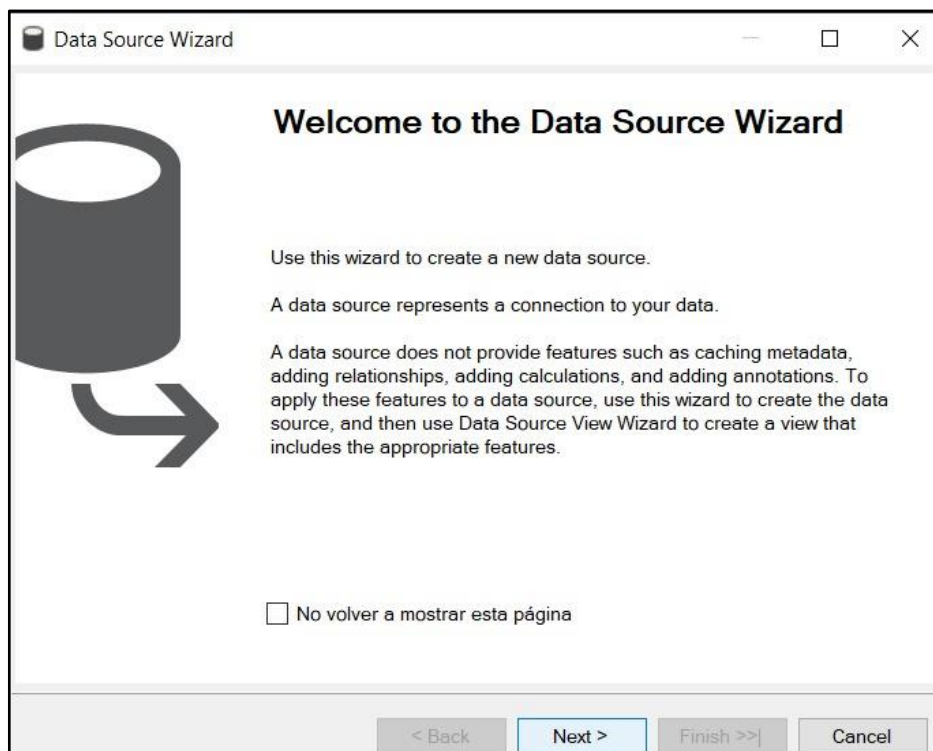 Data Source Wizard
Welcome to the Data Source Wizard
Use this wizard to create a new data source.
A data source represents a connection to your data.
A data source does not provide features such as caching metadata,
adding relationships, adding calculations, and adding annotations. To
apply these features to a data source, use this wizard to create the data
source, and then use Data Source View Wizard to create a view that
includes the appropriate features.
No volver a mostrar esta página
< Back Next > Finish >>| Cancel